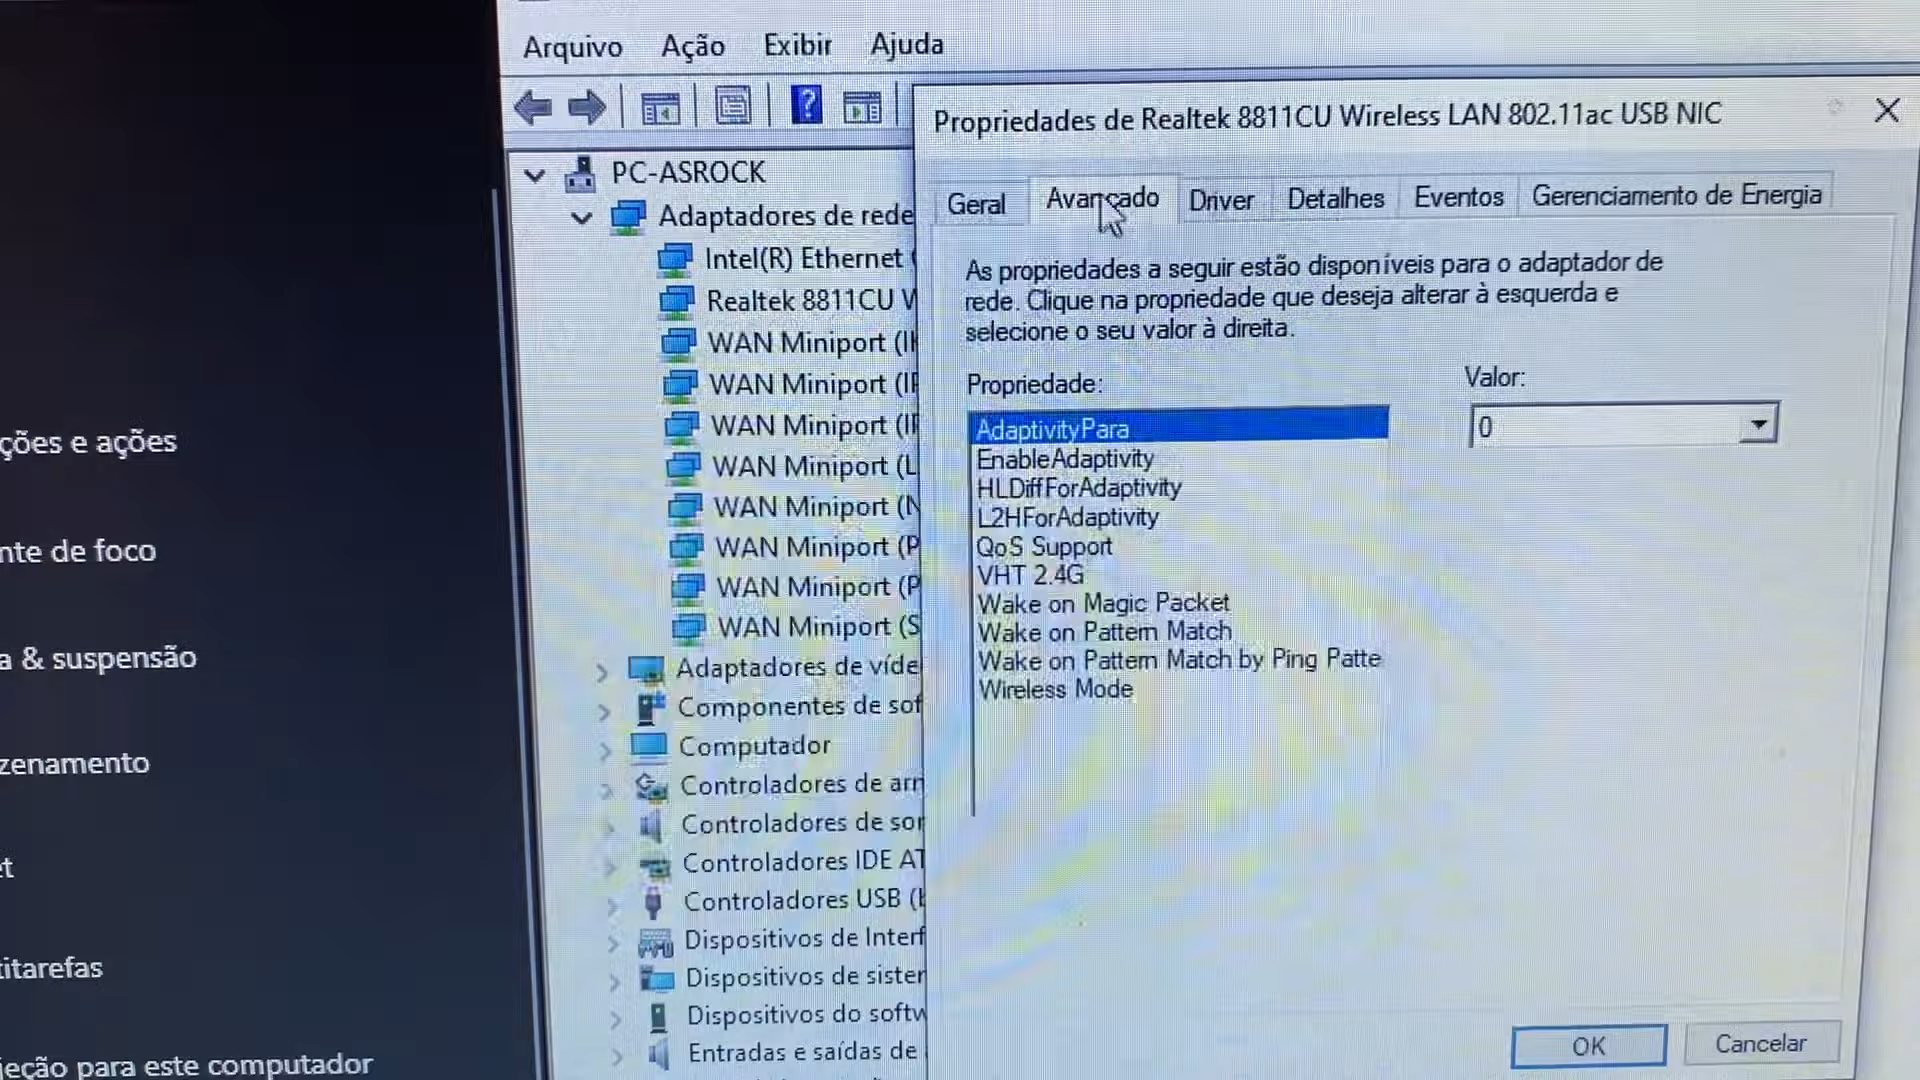 Arquivo Ação Exibir Ajuda
Propriedades de Realtek 8811CU Wireless LAN 802.11ac USB NIC
Geral Avançado Driver Detalhes Eventos Gerenciamento de Energia
As propriedades a seguir estão disponíveis para o adaptador de
rede. Clique na propriedade que deseja alterar à esquerda e
selecione o seu valor à direita.
Propriedade:
Valor:
AdaptivityPara
EnableAdaptivity
HLDiffForAdaptivity
L2HForAdaptivity
QoS Support
VHT 2.4G
Wake on Magic Packet
Wake on Pattern Match
Wake on Pattern Match by Ping Patte
Wireless Mode
0
OK
Cancelar
PC-ASROCK
Adaptadores de rede
Intel(R) Ethernet
Realtek 8811CU W
WAN Miniport (IK
WAN Miniport (IP
WAN Miniport (IP
WAN Miniport (L
WAN Miniport (N
WAN Miniport (P
WAN Miniport (P
WAN Miniport (S
Adaptadores de víde
Componentes de sof
Computador
Controladores de arm
Controladores de som
Controladores IDE AT
Controladores USB (b
Dispositivos de Interf
Dispositivos de sistem
Dispositivos do softw
Entradas e saídas de
ções e ações
nte de foco
a & suspensão
zenamento
et
titarefas
jeção para este computador